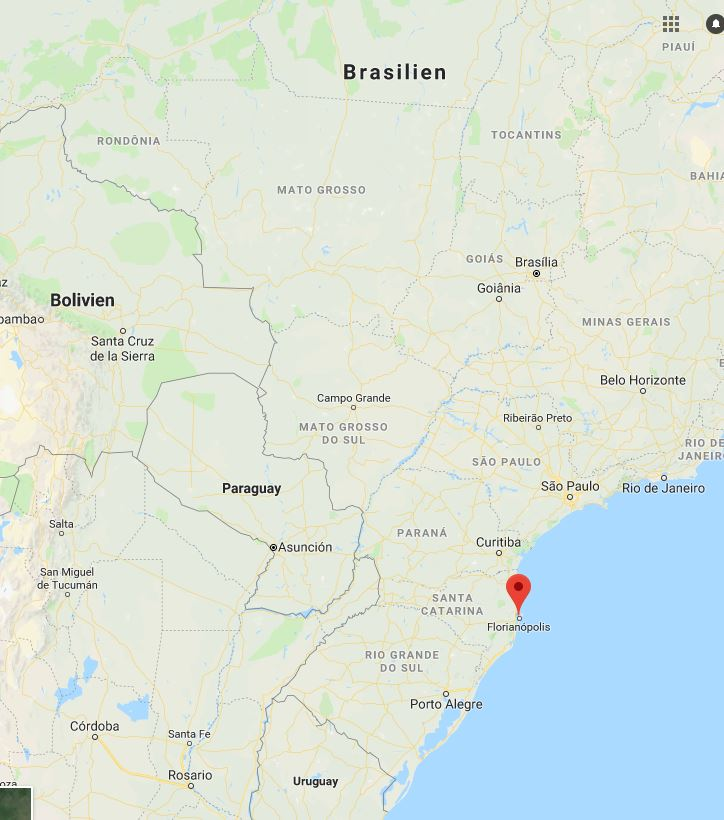 PIAUÍ
Brasilien
TOCANTINS
RONDÔNIA
BAHIA
MATO GROSSO
GOIÁS
Brasília
Goiânia
Bolivien
MINAS GERAIS
Santa Cruz
de la Sierra
Belo Horizonte
Campo Grande
Ribeirão Preto
MATO GROSSO
DO SUL
RIO DE
JANEIRO
SÃO PAULO
Paraguay
São Paulo
Rio de Janeiro
Salta
PARANÁ
Curitiba
Asunción
San Miguel
de Tucumán
SANTA
CATARINA
Florianópolis
RIO GRANDE
DO SUL
Porto Alegre
Córdoba
Santa Fe
Rosario
Uruguay